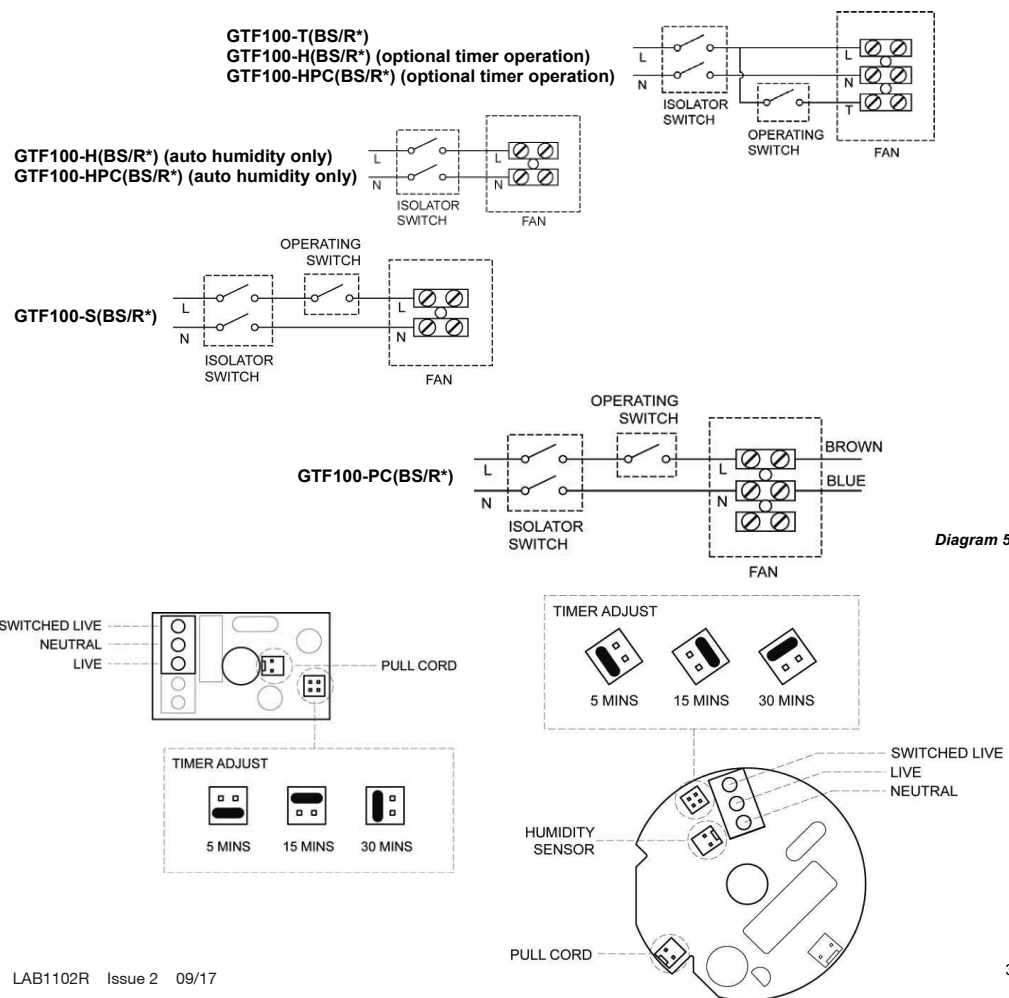 GTF100-T(BS/R*)
GTF100-H(BS/R*) (optional timer operation)
GTF100-HPC(BS/R*) (optional timer operation)
L
N
ISOLATOR
SWITCH
OPERATING
SWITCH
L
N
T
FAN
GTF100-H(BS/R*) (auto humidity only)
GTF100-HPC(BS/R*) (auto humidity only)
L
N
ISOLATOR
SWITCH
L
N
FAN
GTF100-S(BS/R*)
OPERATING
SWITCH
L
N
ISOLATOR
SWITCH
L
N
FAN
GTF100-PC(BS/R*)
OPERATING
SWITCH
L
N
ISOLATOR
SWITCH
L
N
BROWN
BLUE
FAN
Diagram 5
SWITCHED LIVE
NEUTRAL
LIVE
PULL CORD
TIMER ADJUST
5 MINS 15 MINS 30 MINS
TIMER ADJUST
5 MINS 15 MINS 30 MINS
SWITCHED LIVE
LIVE
NEUTRAL
HUMIDITY
SENSOR
PULL CORD
LAB1102R Issue 2 09/17
3